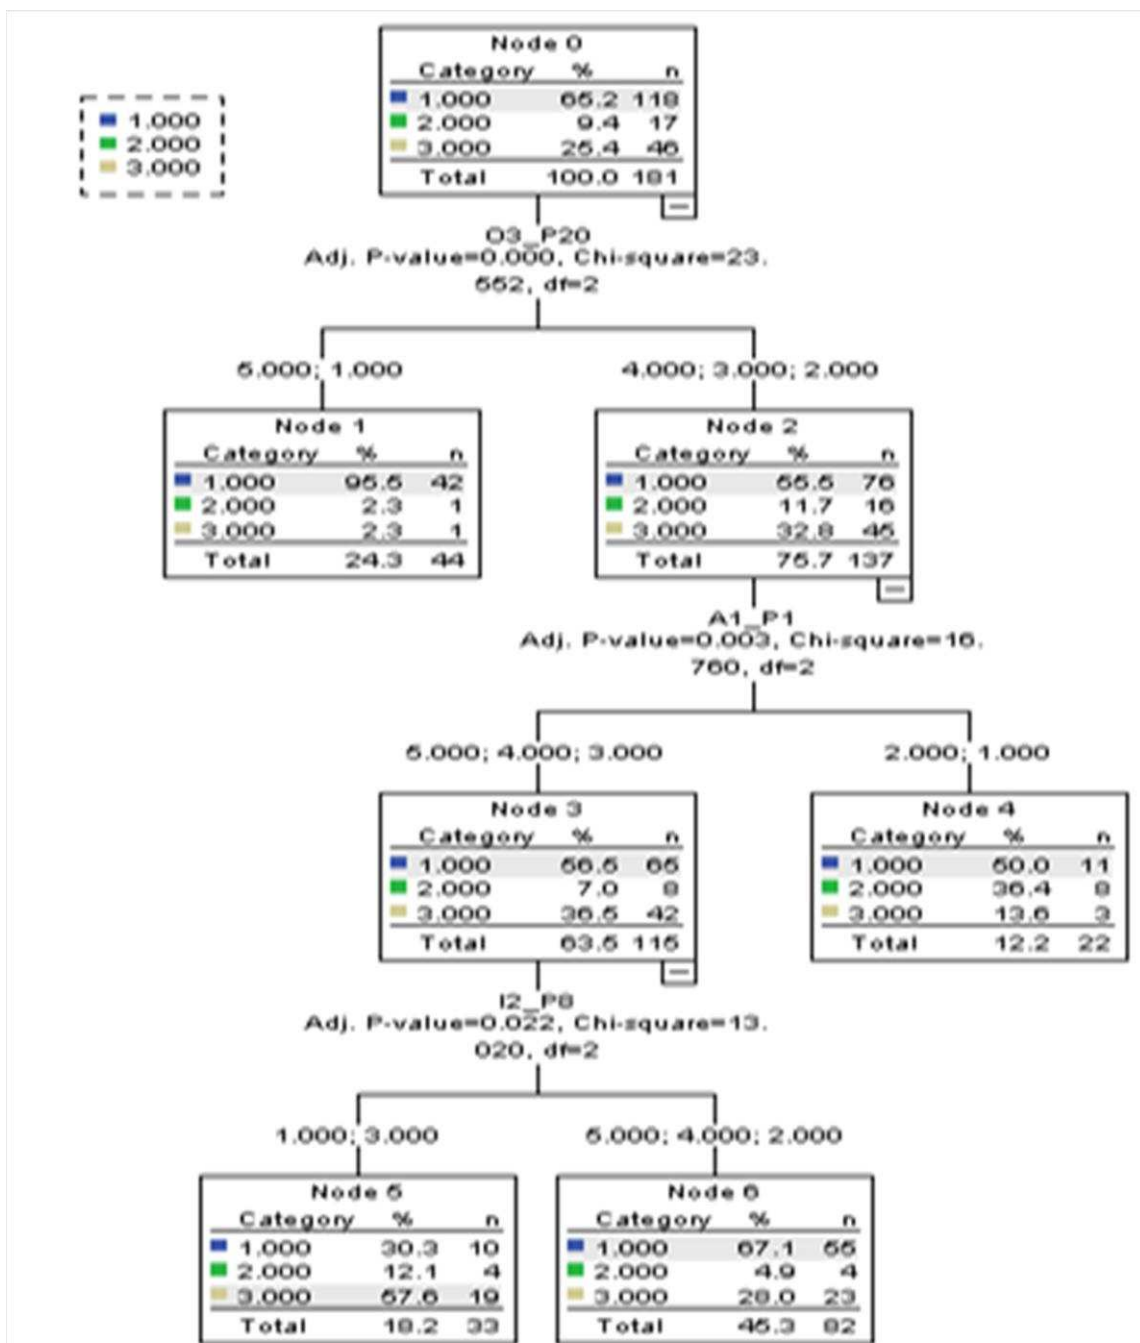 Node 0
Category % n
1.000 65.2 118
2.000 9.4 17
3.000 25.4 46
Total 100.0 181
1.000
2.000
3.000
O3_P20
Adj. P-value=0.000, Chi-square=23.
552, df=2
5.000; 1.000
4.000; 3.000; 2.000
Node 1
Category % n
1.000 95.5 42
2.000 2.3 1
3.000 2.3 1
Total 24.3 44
Node 2
Category % n
1.000 55.5 76
2.000 11.7 16
3.000 32.8 45
Total 75.7 137
A1_P1
Adj. P-value=0.003, Chi-square=16.
760, df=2
5.000; 4.000; 3.000
2.000; 1.000
Node 3
Category % n
1.000 56.5 65
2.000 7.0 8
3.000 36.5 42
Total 63.5 115
Node 4
Category % n
1.000 50.0 11
2.000 36.4 8
3.000 13.6 3
Total 12.2 22
I2_P8
Adj. P-value=0.022, Chi-square=13.
020, df=2
1.000; 3.000
5.000; 4.000; 2.000
Node 5
Category % n
1.000 30.3 10
2.000 12.1 4
3.000 57.6 19
Total 18.2 33
Node 6
Category % n
1.000 67.1 55
2.000 4.9 4
3.000 28.0 23
Total 45.3 82